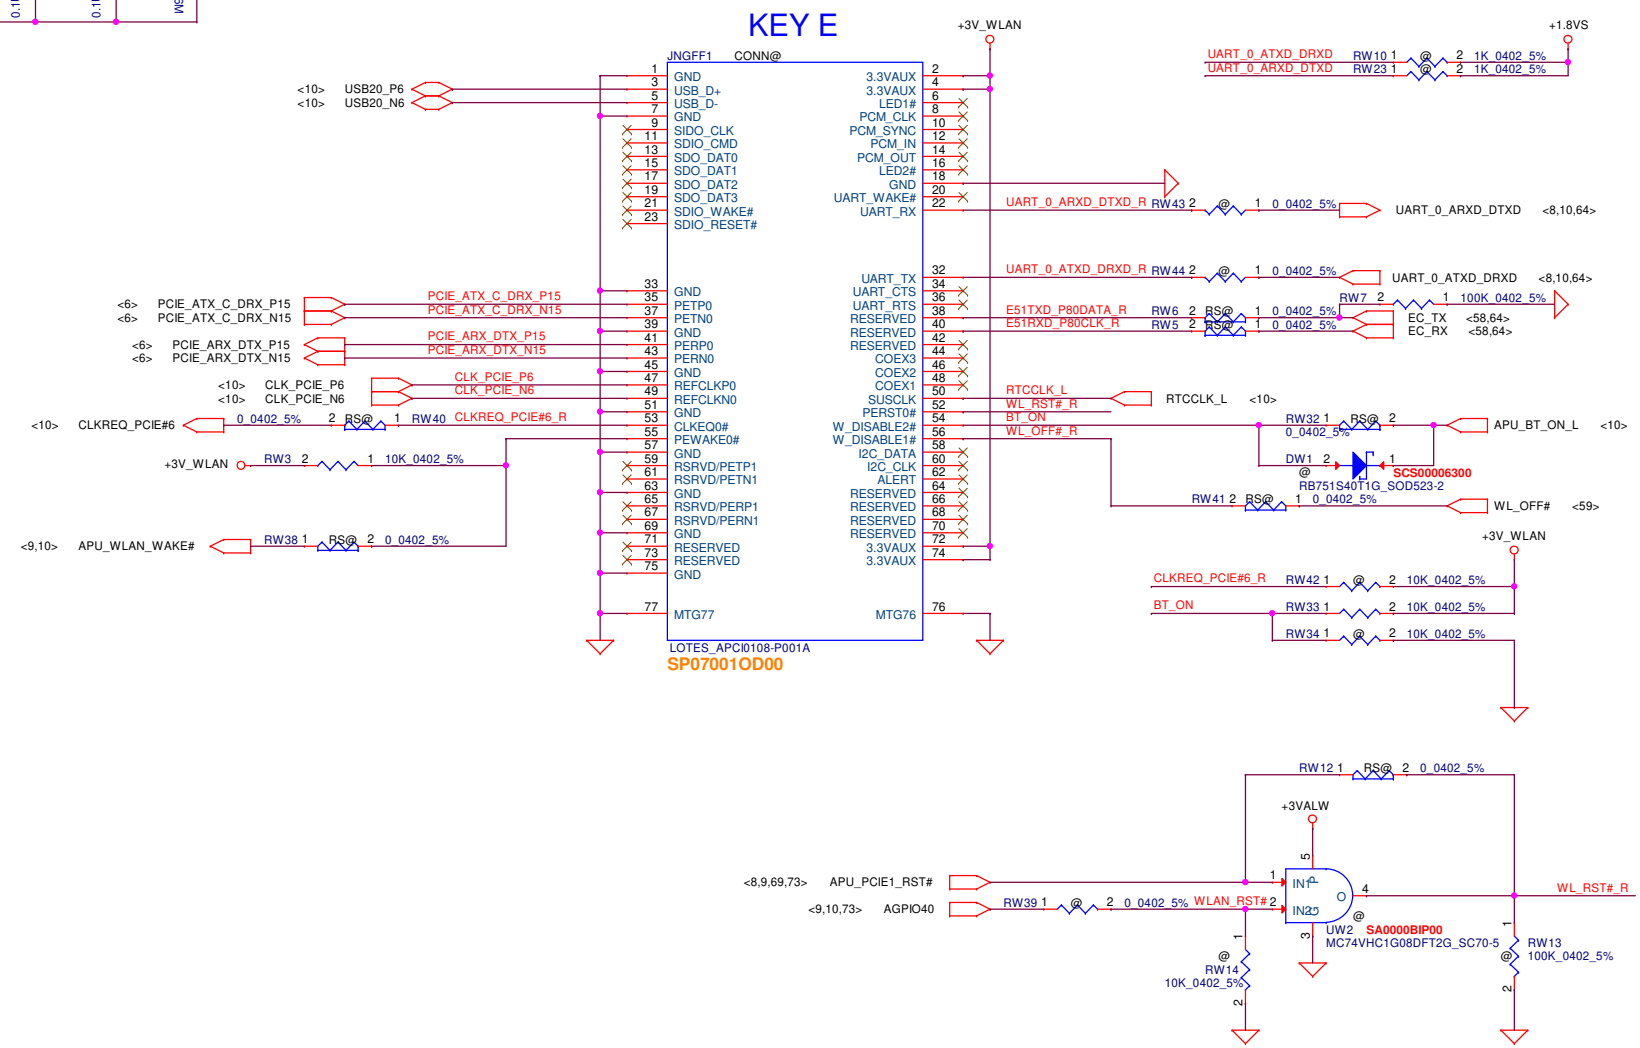 KEY E
JNGFF1 CONN@
+3V_WLAN
1 GND 3.3VAUX 2
3 USB_D+ 3.3VAUX 4
5 USB_D- LED1# 6
7 GND PCM_CLK 8
9 SIDO_CLK PCM_SYNC 10
11 SDIO_CMD PCM_IN 12
13 SDO_DAT0 PCM_OUT 14
15 SDO_DAT1 LED2# 16
17 SDO_DAT2 GND 18
19 SDO_DAT3 UART_WAKE# 20
21 SDIO_WAKE# UART_RX 22
23 SDIO_RESET#
UART_TX 32
33 GND UART_CTS 34
35 PETP0 UART_RTS 36
37 PETN0 RESERVED 38
39 GND RESERVED 40
41 PERP0 RESERVED 42
43 PERN0 COEX3 44
45 GND COEX2 46
47 REFCLKP0 COEX1 48
49 REFCLKN0 SUSCLK 50
51 GND PERST0# 52
53 CLKEQ0# W_DISABLE2# 54
55 PEWAKE0# W_DISABLE1# 56
57 GND I2C_DATA 58
59 RSRVD/PETP1 I2C_CLK 60
61 RSRVD/PETN1 ALERT 62
63 GND RESERVED 64
65 RSRVD/PERP1 RESERVED 66
67 RSRVD/PERN1 RESERVED 68
69 GND RESERVED 70
71 RESERVED 3.3VAUX 72
73 RESERVED 3.3VAUX 74
75 GND
77 MTG77 MTG76 76
LOTES_APCI0108-P001A
SP07001OD00
<10> USB20_P6
<10> USB20_N6
<6> PCIE_ATX_C_DRX_P15 PCIE_ATX_C_DRX_P15
<6> PCIE_ATX_C_DRX_N15 PCIE_ATX_C_DRX_N15
<6> PCIE_ARX_DTX_P15 PCIE_ARX_DTX_P15
<6> PCIE_ARX_DTX_N15 PCIE_ARX_DTX_N15
<10> CLK_PCIE_P6 CLK_PCIE_P6
<10> CLK_PCIE_N6 CLK_PCIE_N6
<10> CLKREQ_PCIE#6 0_0402_5% 2 RS@ 1 RW40 CLKREQ_PCIE#6_R
+3V_WLAN RW3 2 1 10K_0402_5%
<9,10> APU_WLAN_WAKE# RW38 1 RS@ 2 0_0402_5%
+1.8VS
UART_0_ATXD_DRXD RW10 1 @ 2 1K_0402_5%
UART_0_ARXD_DTXD RW23 1 @ 2 1K_0402_5%
UART_0_ARXD_DTXD_R RW43 2 @ 1 0_0402_5% UART_0_ARXD_DTXD <8,10,64>
UART_0_ATXD_DRXD_R RW44 2 @ 1 0_0402_5% UART_0_ATXD_DRXD <8,10,64>
RW7 2 1 100K_0402_5%
E51TXD_P80DATA_R RW6 2 RS@ 1 0_0402_5% EC_TX <58,64>
E51RXD_P80CLK_R RW5 2 RS@ 1 0_0402_5% EC_RX <58,64>
RTCCLK_L RTCCLK_L <10>
WL_RST#_R
BT_ON RW32 1 RS@ 2 APU_BT_ON_L <10>
0_0402_5%
WL_OFF#_R
DW1 2 1
@ SCS00006300
RB751S40T1G_SOD523-2
RW41 2 RS@ 1 0_0402_5% WL_OFF# <59>
+3V_WLAN
CLKREQ_PCIE#6_R RW42 1 @ 2 10K_0402_5%
BT_ON RW33 1 2 10K_0402_5%
RW34 1 @ 2 10K_0402_5%
RW12 1 RS@ 2 0_0402_5%
+3VALW
5
<8,9,69,73> APU_PCIE1_RST# 1 IN1 P
O 4 WL_RST#_R
<9,10,73> AGPIO40 RW39 1 @ 2 0_0402_5% WLAN_RST# 2 IN2 G
3
@
UW2 SA0000BIP00
MC74VHC1G08DFT2G_SC70-5
1 @ RW14 2
10K_0402_5%
1 @ RW13 2
100K_0402_5%